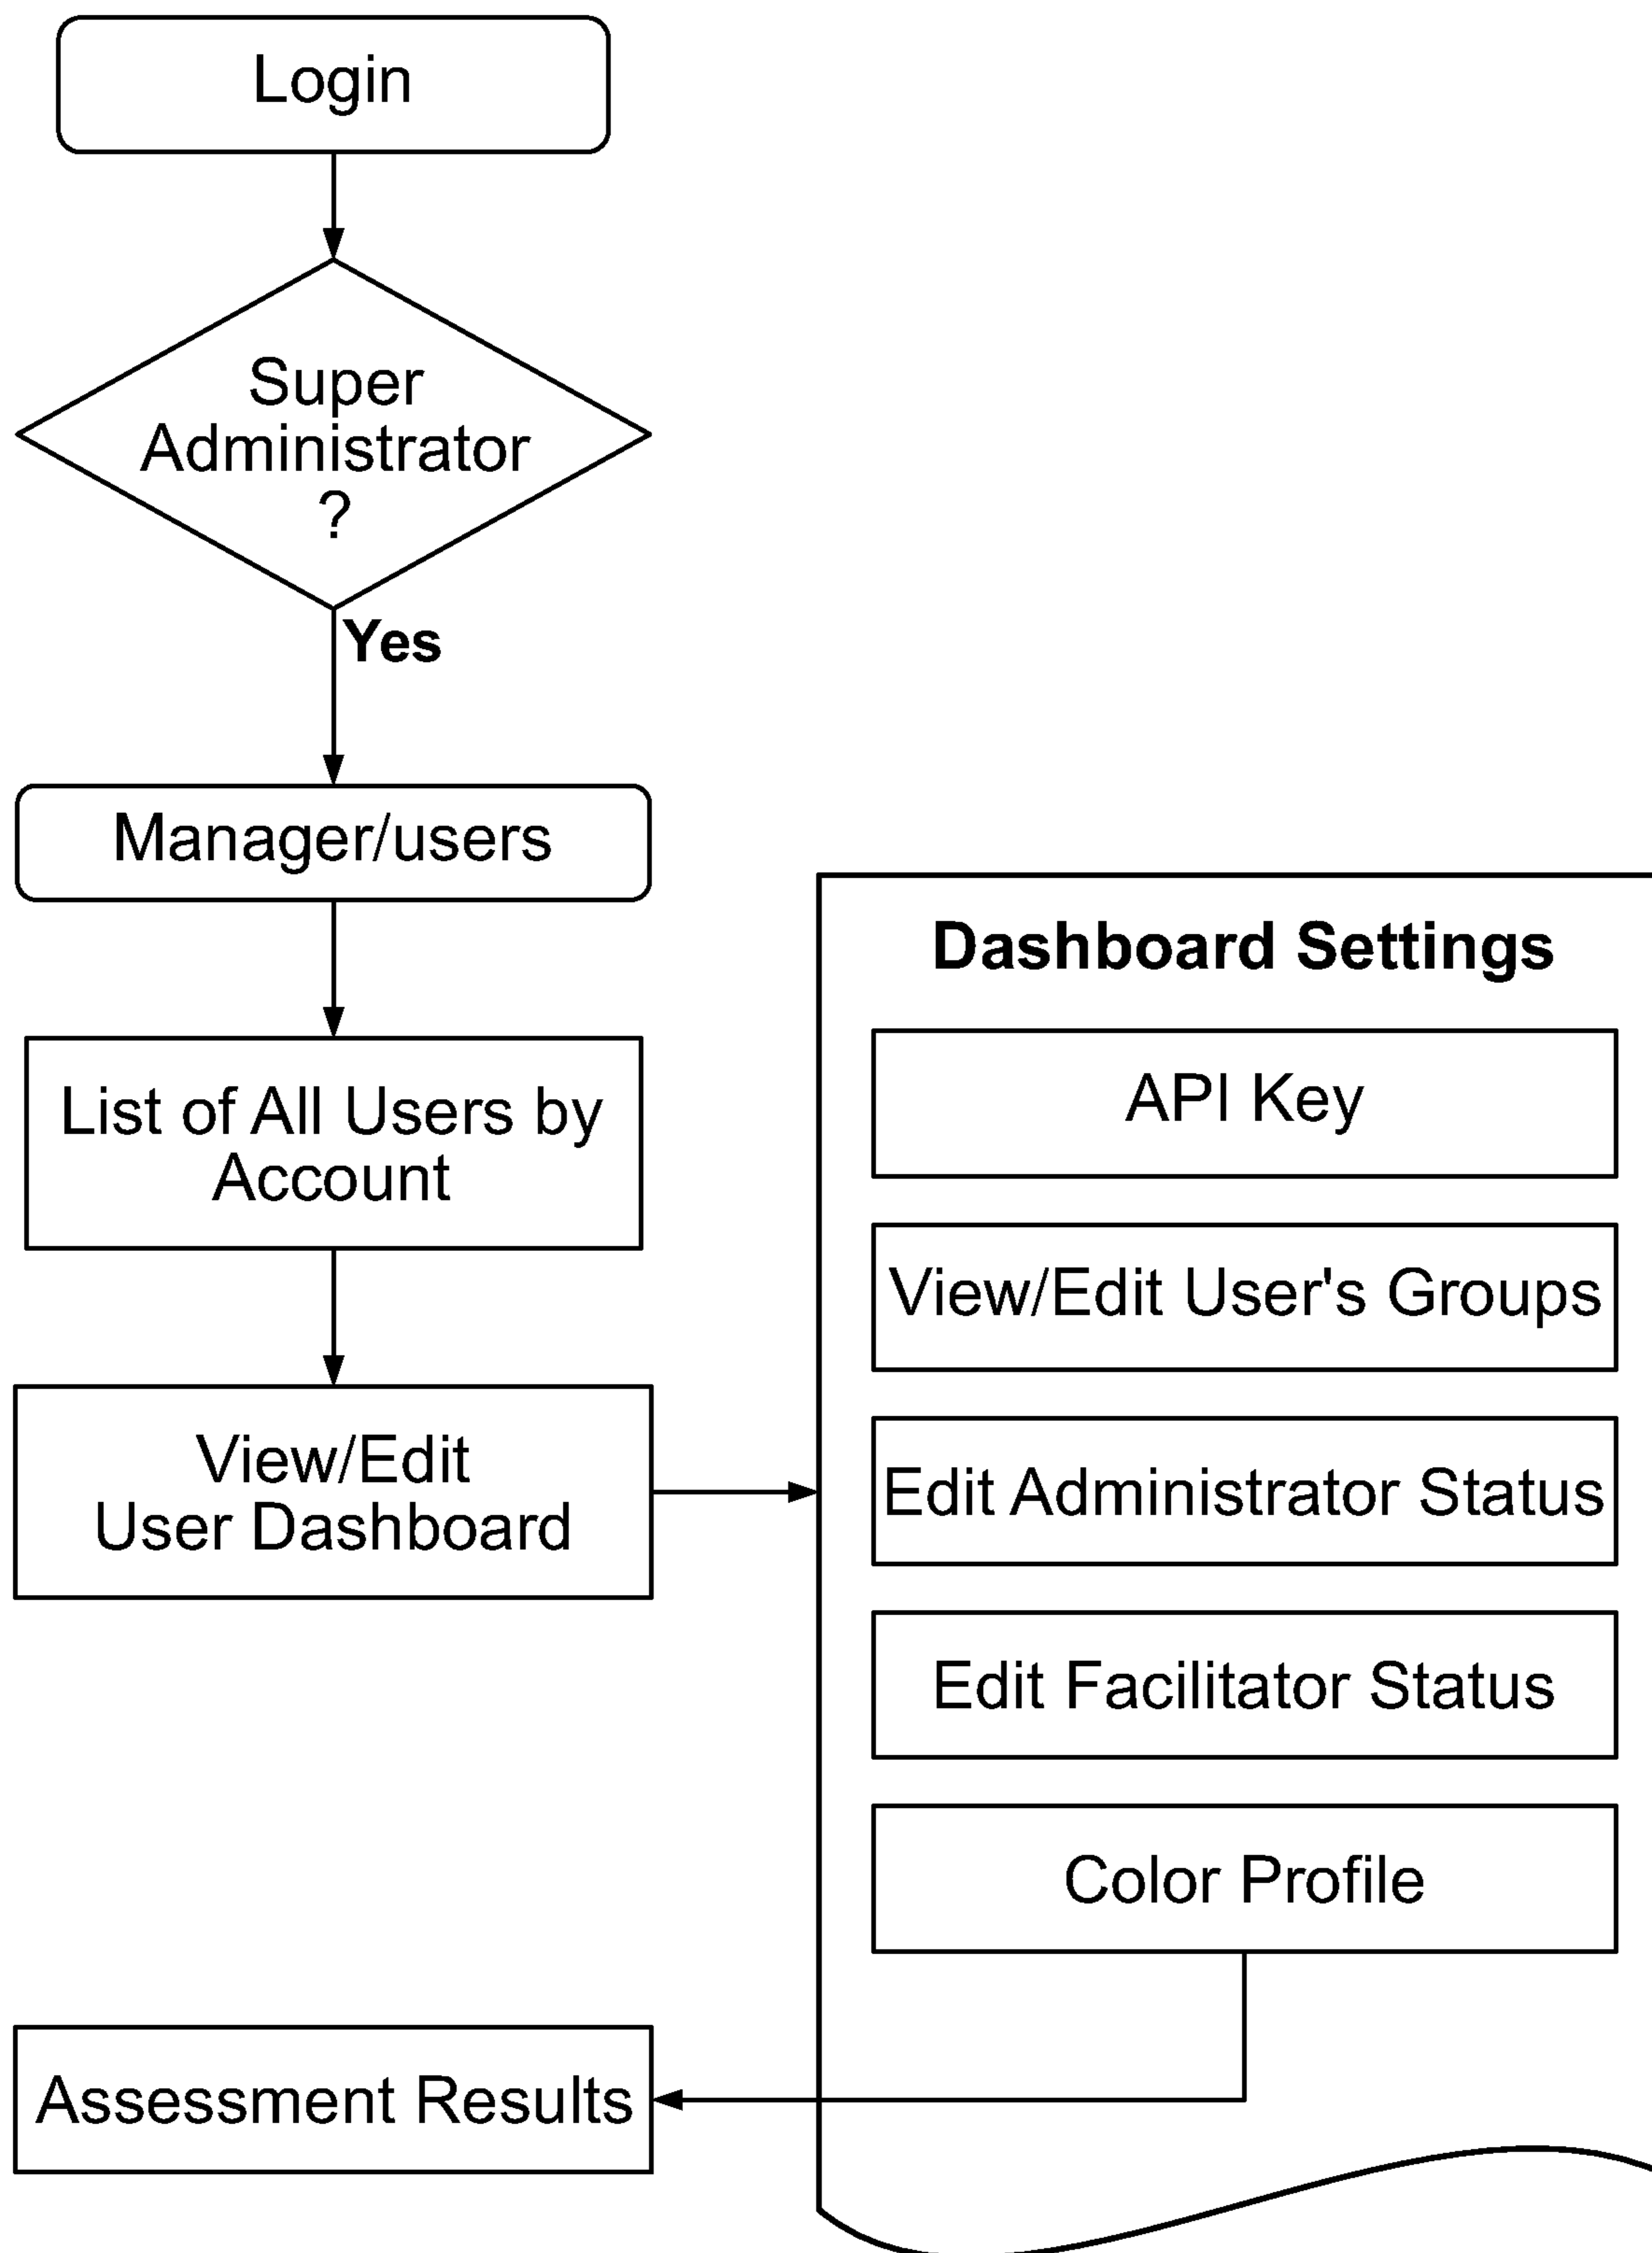 Login
Super
Administrator
?
Yes
Manager/users
List of All Users by
Account
View/Edit
User Dashboard
Dashboard Settings
API Key
View/Edit User's Groups
Edit Administrator Status
Edit Facilitator Status
Color Profile
Assessment Results